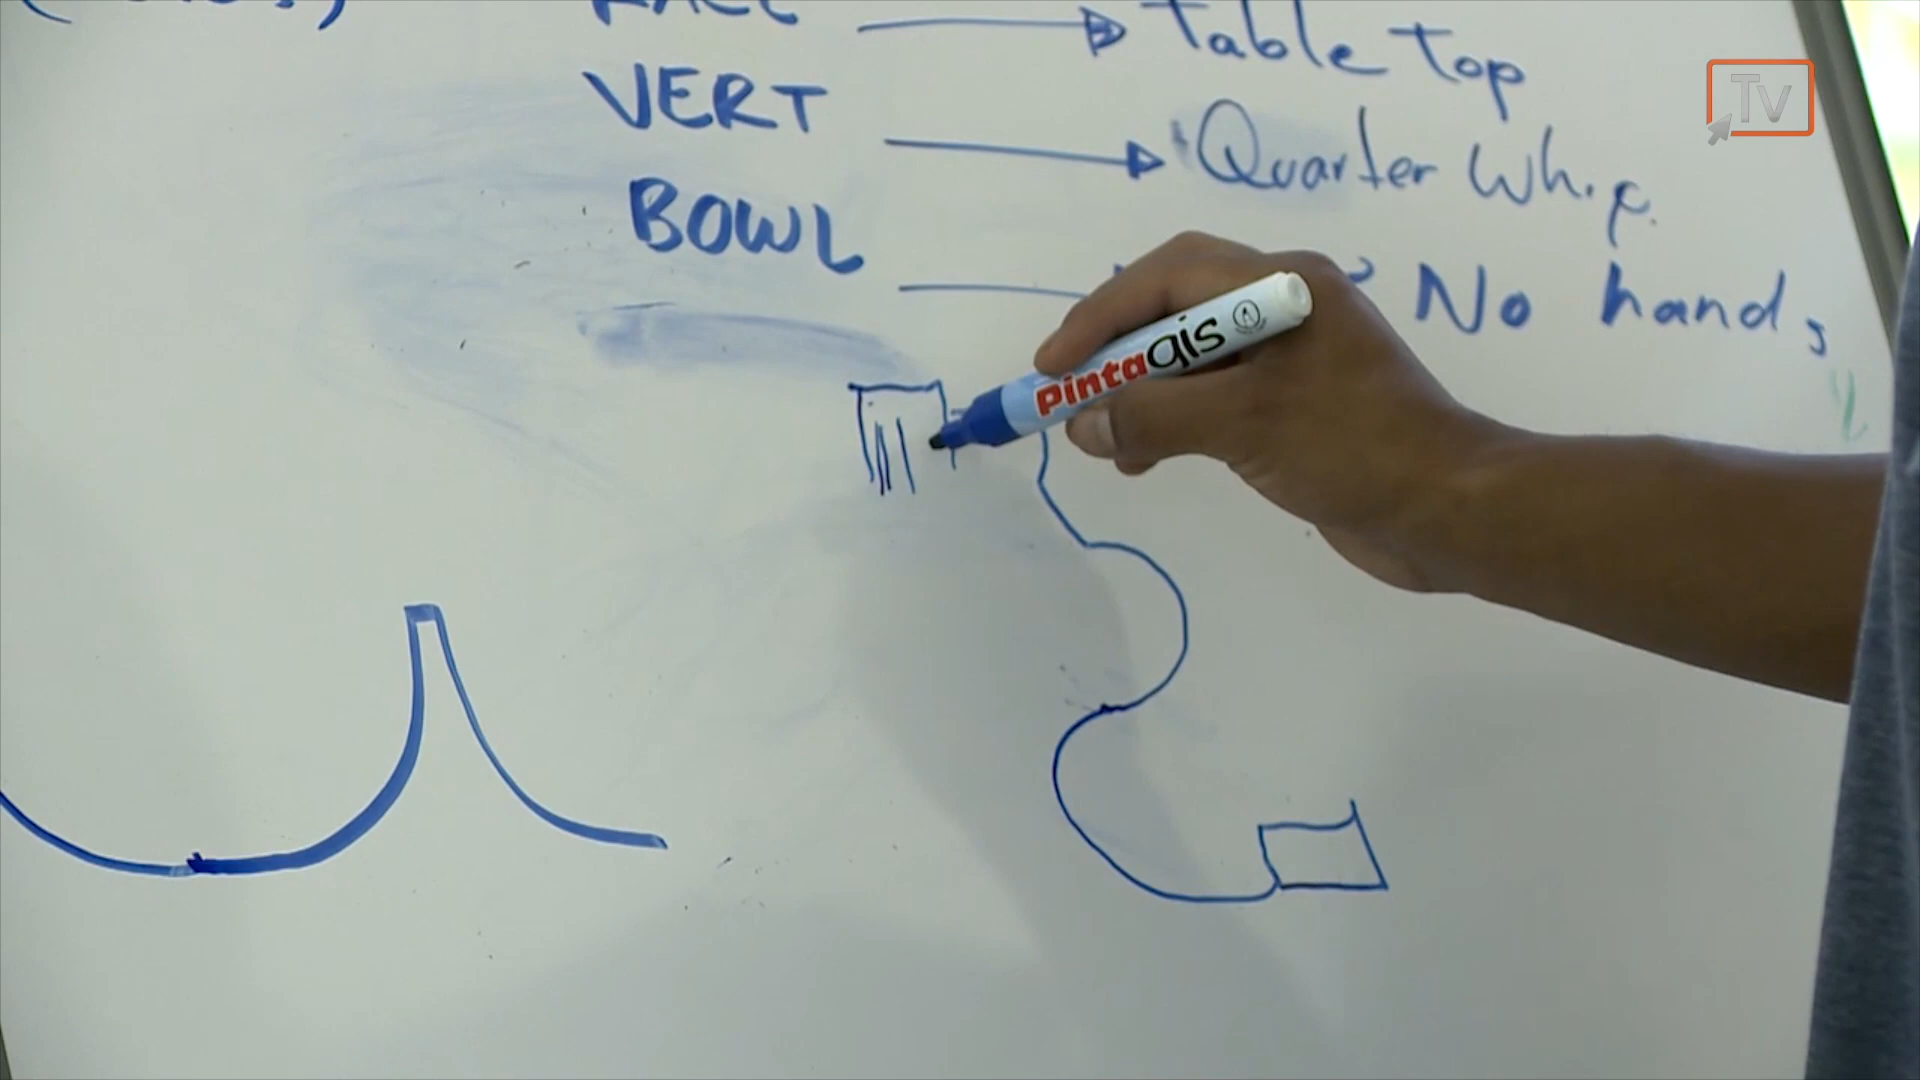 Table Top
Tv
VERT
Quarter Whip.
BOWL
No hands
Pintagis